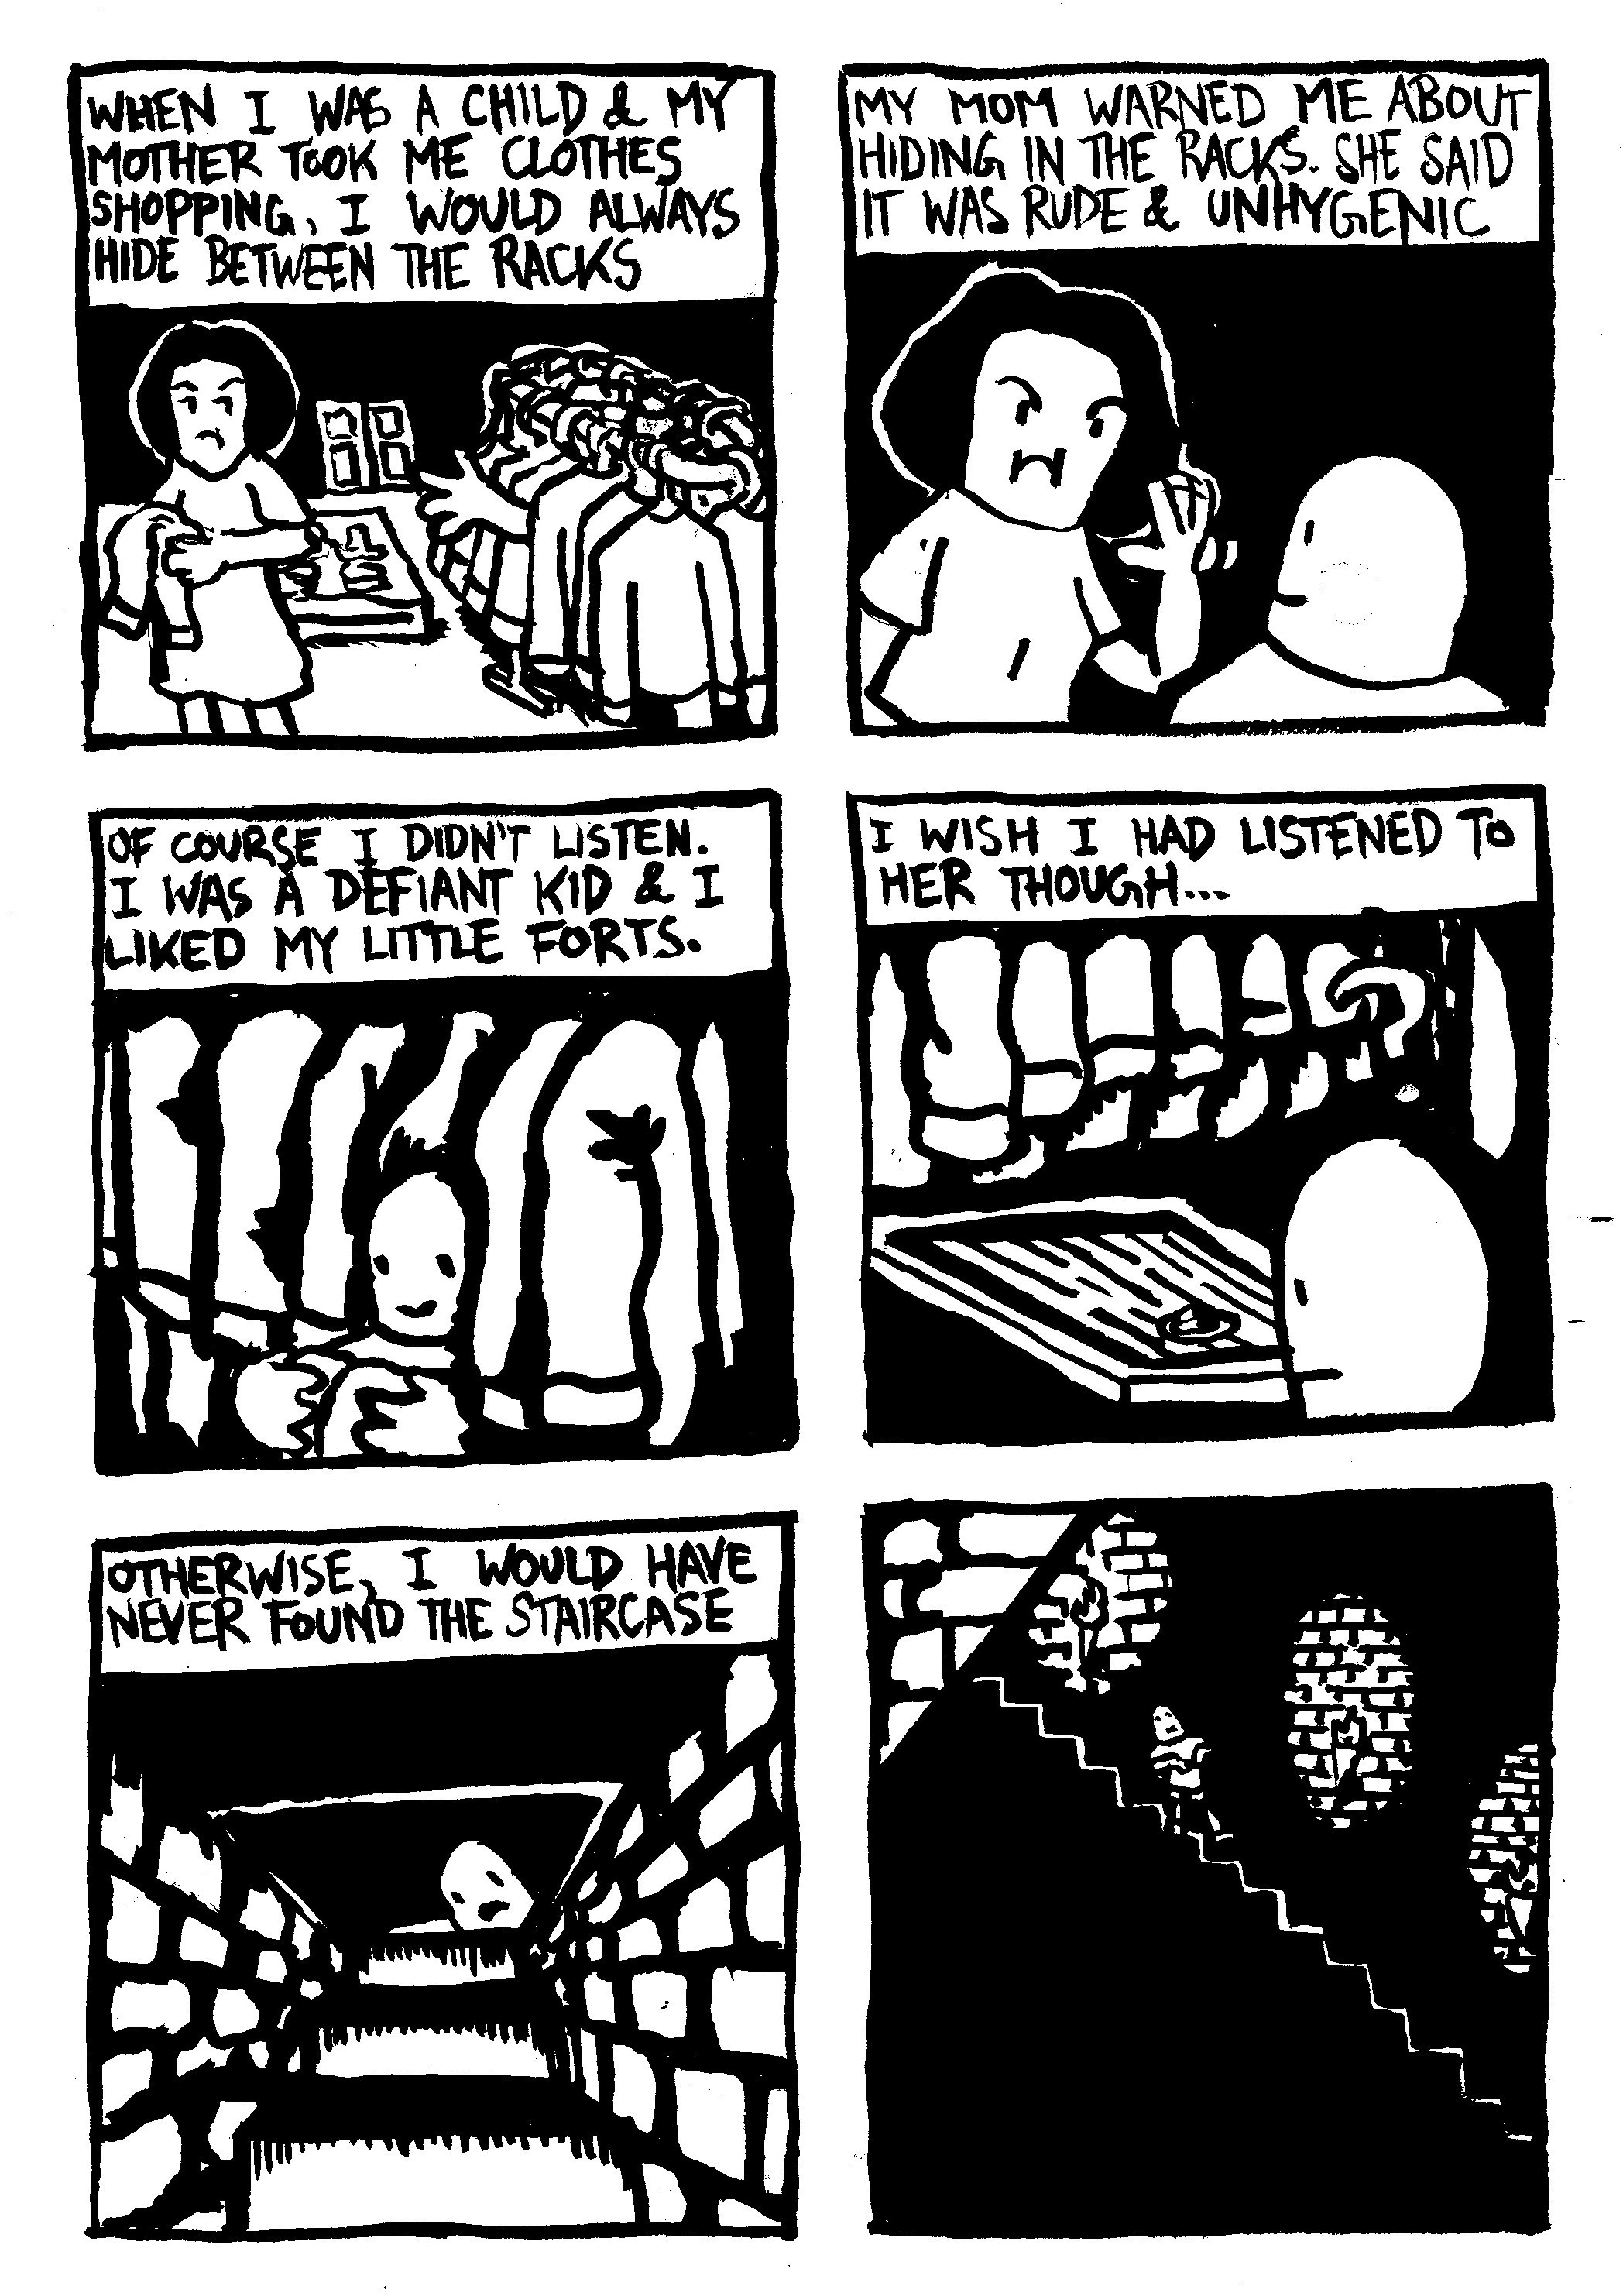 WHEN I WAS A CHILD & MY
MOTHER TOOK ME CLOTHES
SHOPPING, I WOULD ALWAYS
HIDE BETWEEN THE RACKS
MY MOM WARNED ME ABOUT
HIDING IN THE RACKS. SHE SAID
IT WAS RUDE & UNHYGENIC
OF COURSE I DIDN'T LISTEN.
I WAS A DEFIANT KID & I
LIKED MY LITTLE FORTS.
I WISH I HAD LISTENED TO
HER THOUGH...
OTHERWISE, I WOULD HAVE
NEVER FOUND THE STAIRCASE